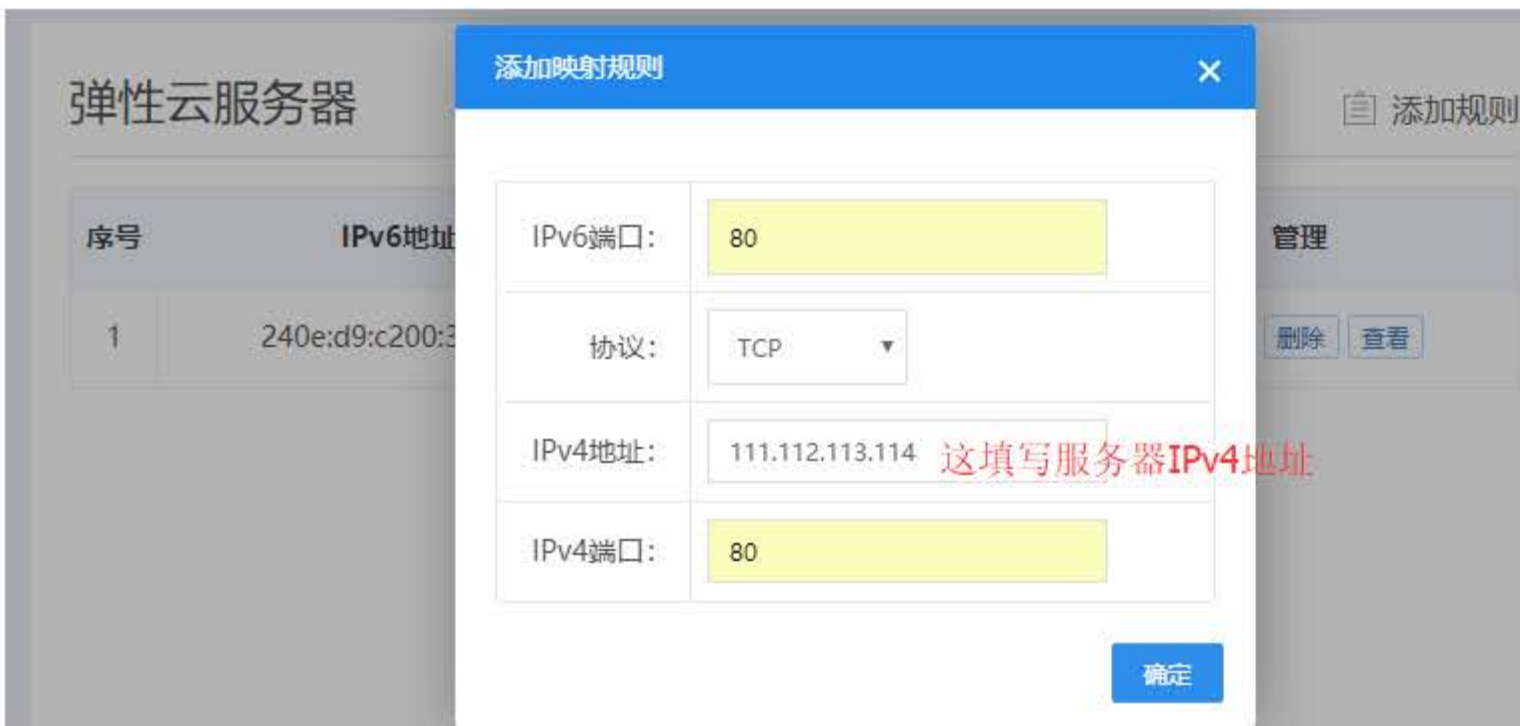 添加映射规则 ×
弹性云服务器
添加规则
序号 IPv6地址 管理
1 240e:d9:c200:3 删除 查看
IPv6端口: 80
协议: TCP
IPv4地址: 111.112.113.114 这填写服务器IPv4地址
IPv4端口: 80
确定